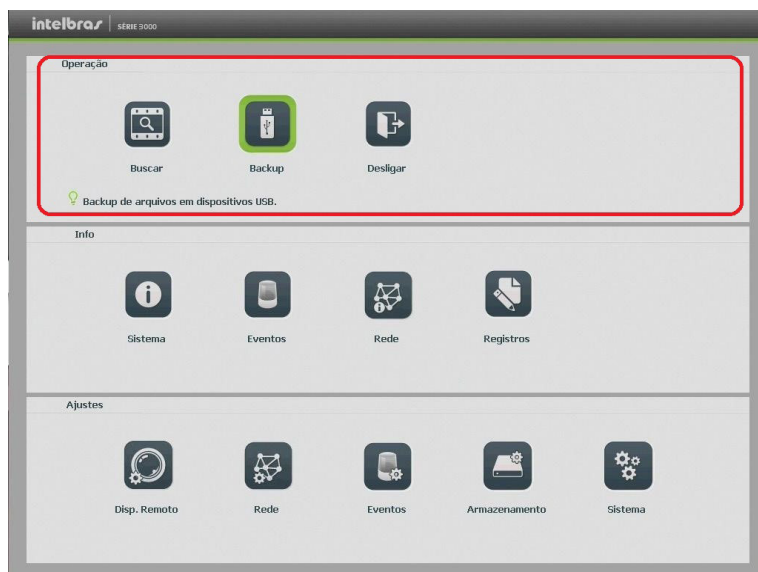 intelbras | SÉRIE 3000
Operação
Buscar Backup Desligar
Backup de arquivos em dispositivos USB.
Info
Sistema Eventos Rede Registros
Ajustes
Disp. Remoto Rede Eventos Armazenamento Sistema